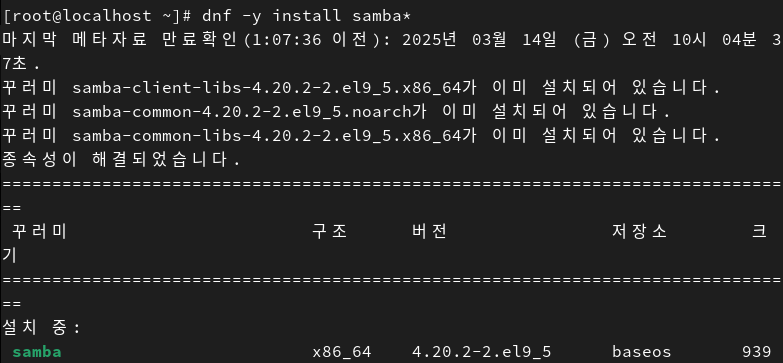 [root@localhost ~]# dnf -y install samba*
마지막 메타자료 만료확인(1:07:36 이전): 2025년 03월 14일 (금) 오전 10시 04분 3
7초.
꾸러미 samba-client-libs-4.20.2-2.el9_5.x86_64가 이미 설치되어 있습니다.
꾸러미 samba-common-4.20.2-2.el9_5.noarch가 이미 설치되어 있습니다.
꾸러미 samba-common-libs-4.20.2-2.el9_5.x86_64가 이미 설치되어 있습니다.
종속성이 해결되었습니다.
==============================================================================
==
꾸러미 구조 버전 저장소 크
기
==============================================================================
==
설치 중:
samba x86_64 4.20.2-2.el9_5 baseos 939